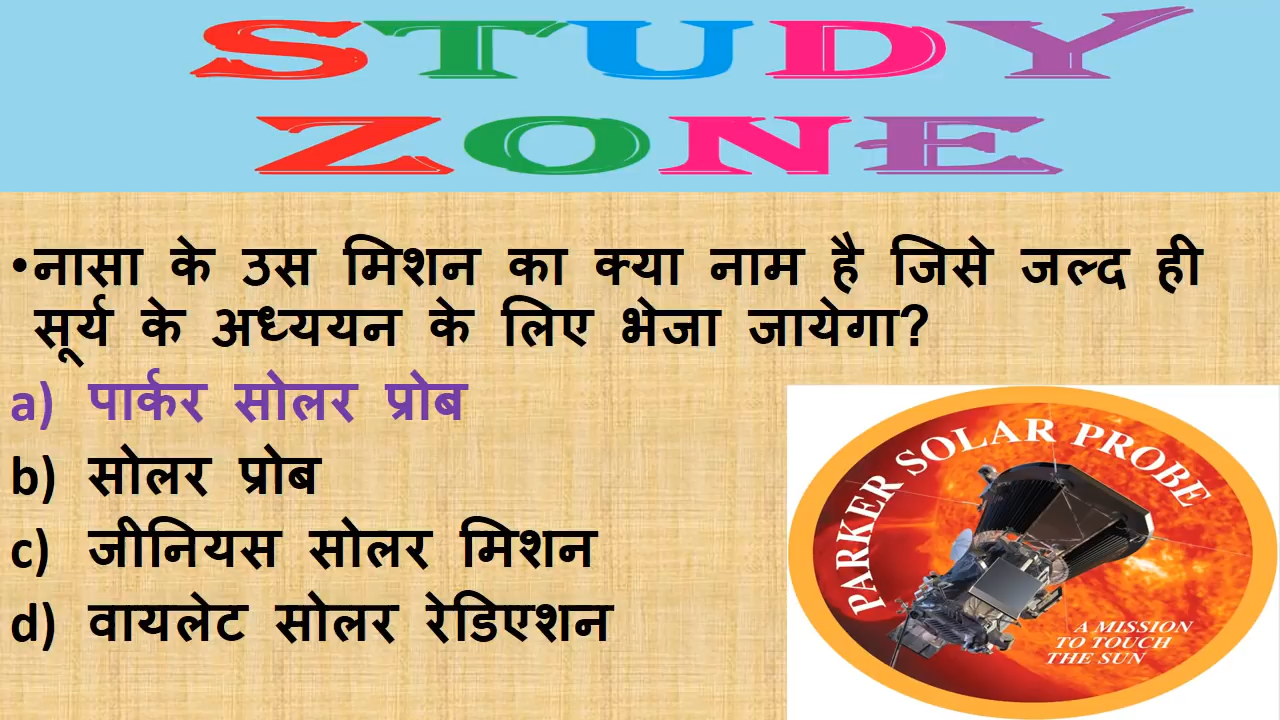 STUDY
ZONE
•नासा के उस मिशन का क्या नाम है जिसे जल्द ही
सूर्य के अध्ययन के लिए भेजा जायेगा?
a) पार्कर सोलर प्रोब
b) सोलर प्रोब
c) जीनियस सोलर मिशन
d) वायलेट सोलर रेडिएशन
PARKER SOLAR PROBE
A MISSION
TO TOUCH
THE SUN